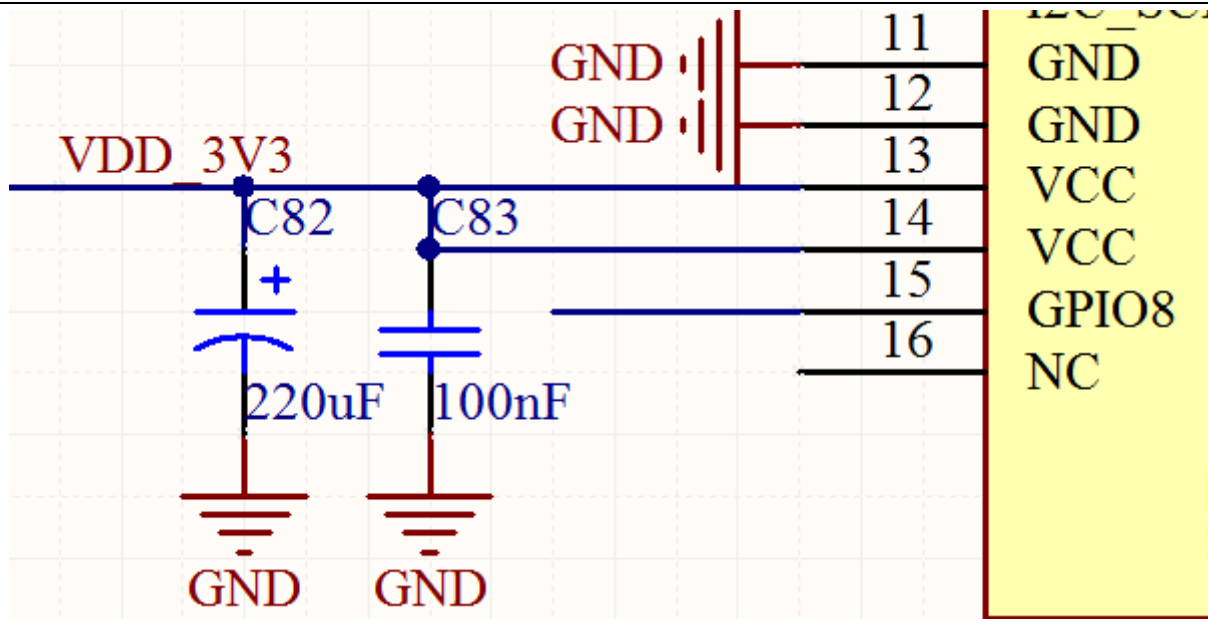 11
GND
GND
12
GND
GND
VDD_3V3
13
VCC
C82
C83
14
VCC
+
15
GPIO8
16
NC
220uF
100nF
GND
GND